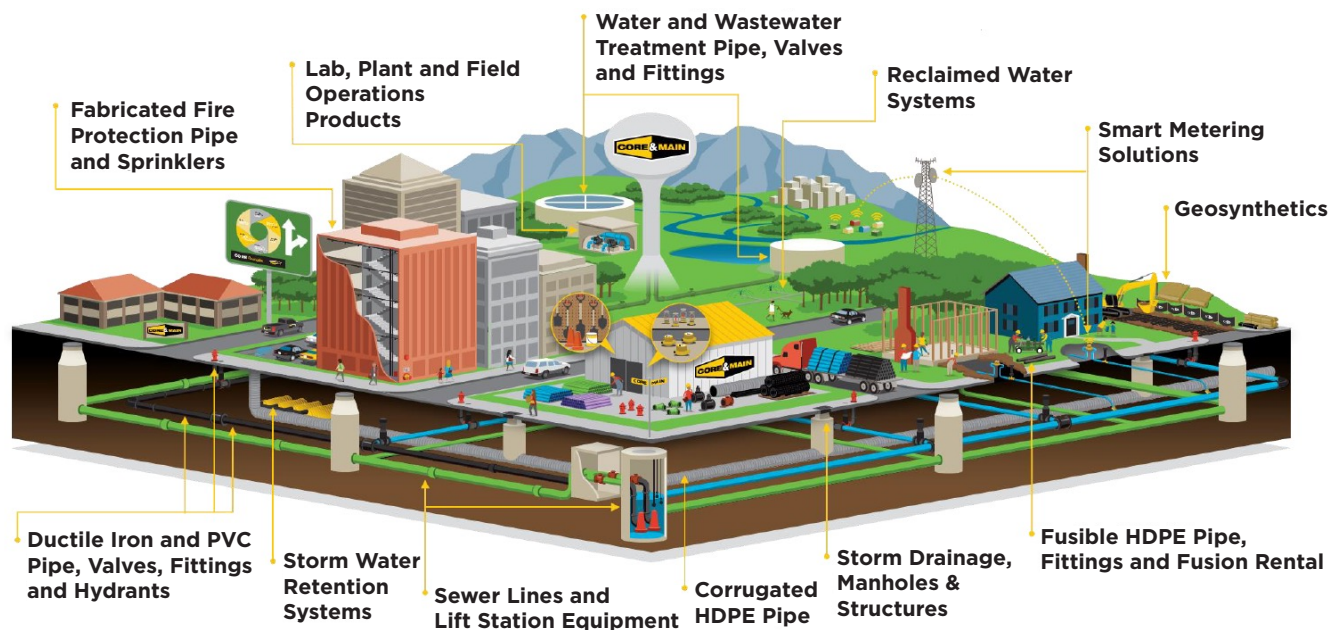 Water and Wastewater
Treatment Pipe, Valves
and Fittings
Lab, Plant and Field
Operations
Products
Reclaimed Water
Systems
Fabricated Fire
Protection Pipe
and Sprinklers
Smart Metering
Solutions
CORE & MAIN
Geosynthetics
CORE & MAIN
CORE & MAIN
CORE & MAIN
Ductile Iron and PVC
Pipe, Valves, Fittings
and Hydrants
Storm Water
Retention
Systems
Sewer Lines and
Lift Station Equipment
Corrugated
HDPE Pipe
Storm Drainage,
Manholes &
Structures
Fusible HDPE Pipe,
Fittings and Fusion Rental